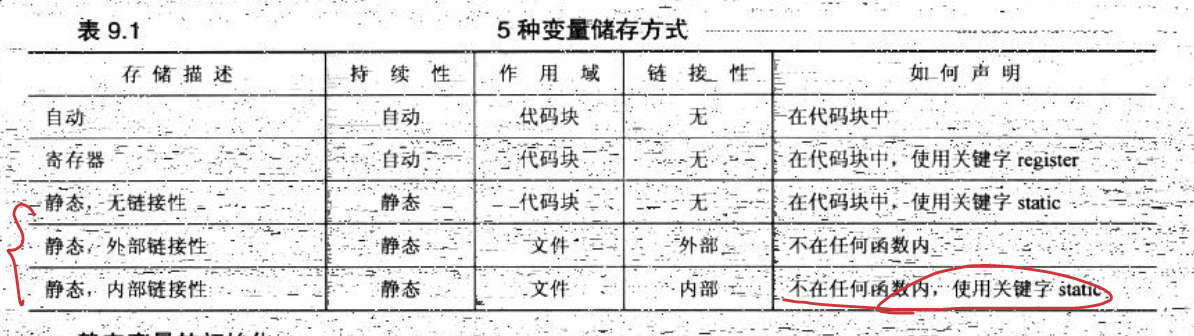 表 9.1 5 种变量储存方式
存储描述 持续性 作用域 链接性 如何声明
自动 自动 代码块 无 在代码块中
寄存器 自动 代码块 无 在代码块中，使用关键字 register
静态，无链接性 静态 代码块 无 在代码块中，使用关键字 static
静态，外部链接性 静态 文件 外部 不在任何函数内
静态，内部链接性 静态 文件 内部 不在任何函数内，使用关键字 static